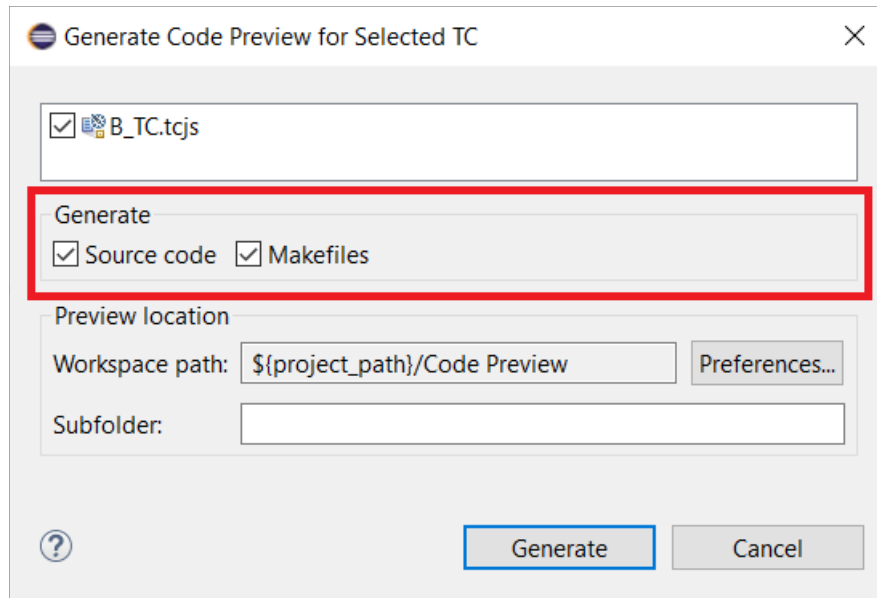 Generate Code Preview for Selected TC
B_TC.tcjs
Generate
Source code Makefiles
Preview location
Workspace path: ${project_path}/Code Preview Preferences...
Subfolder:
? Generate Cancel